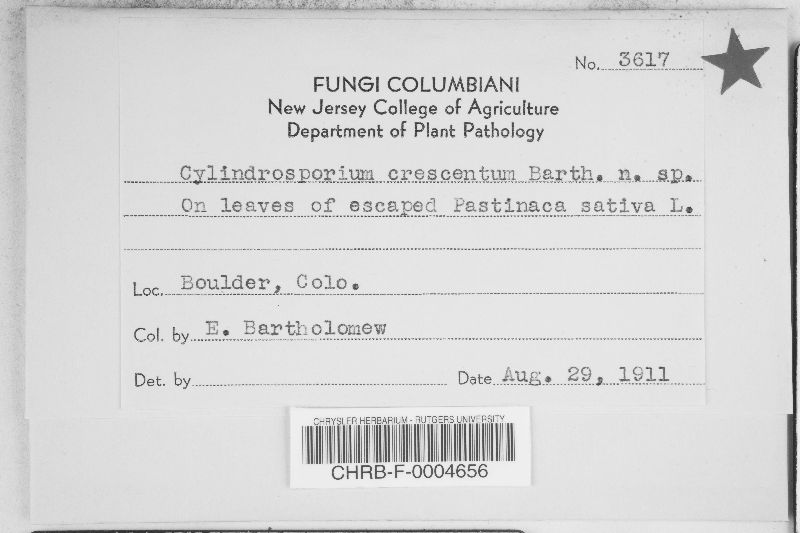 No. 3617
FUNGI COLUMBIANI
New Jersey College of Agriculture
Department of Plant Pathology
Cylindrosporium crescentum Barth. n. sp.
On leaves of escaped Pastinaca sativa L.
Loc. Boulder, Colo.
Col. by E. Bartholomew
Det. by
Date Aug. 29, 1911
CHRYSLER HERBARIUM - RUTGERS UNIVERSITY
CHRB-F-0004656